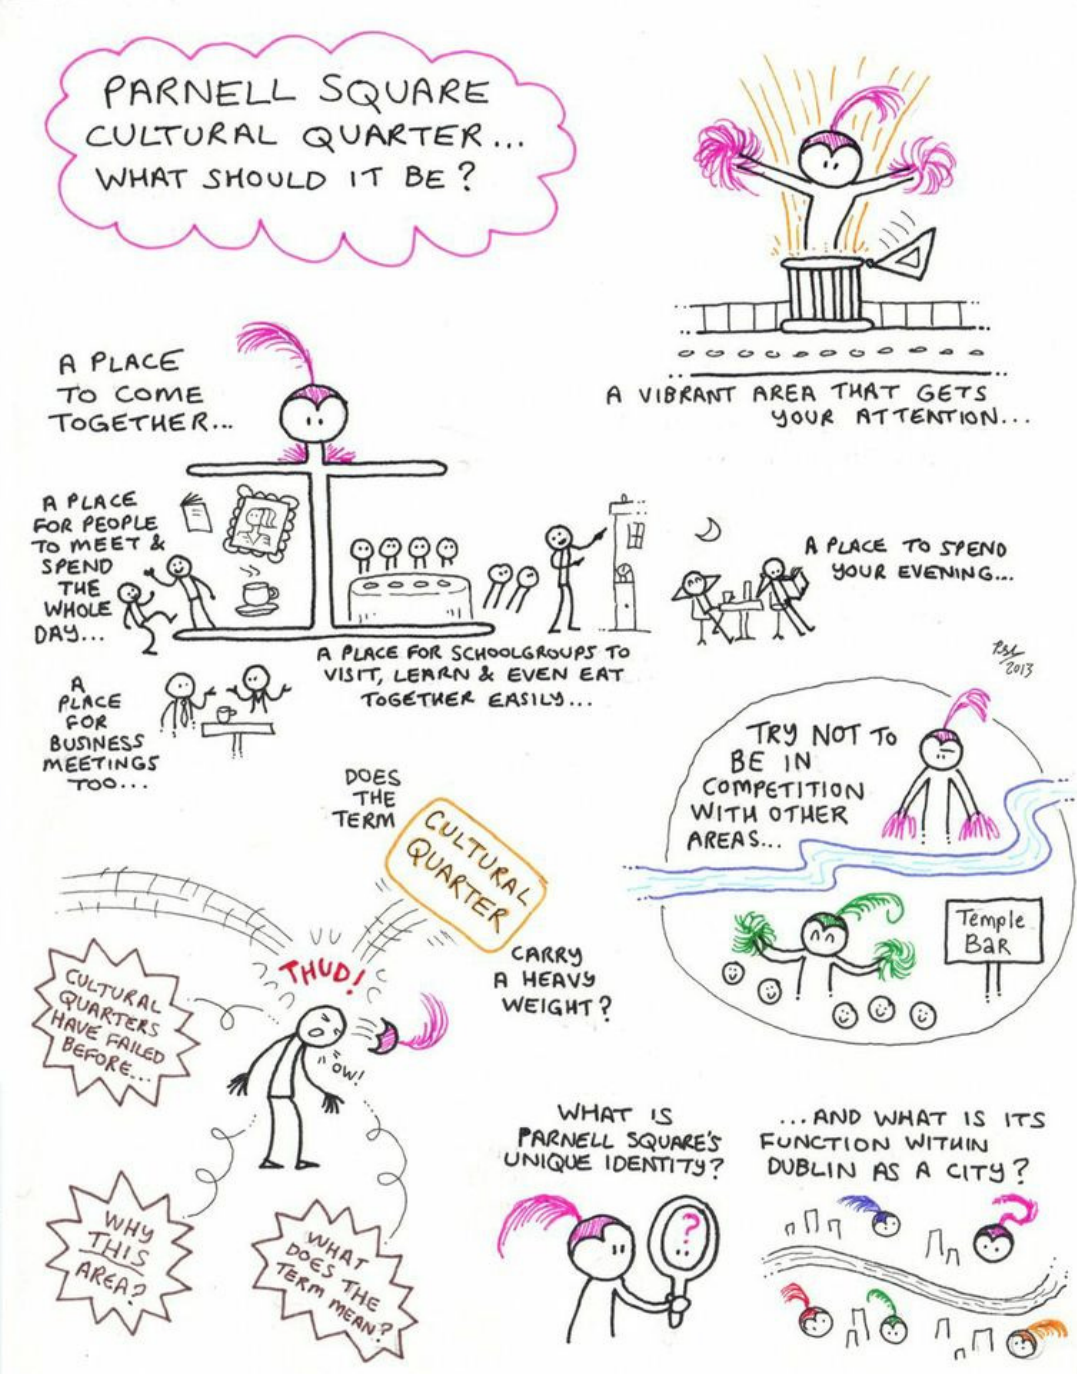 PARNELL SQUARE
CULTURAL QUARTER...
WHAT SHOULD IT BE?
A VIBRANT AREA THAT GETS
YOUR ATTENTION...
A PLACE
TO COME
TOGETHER...
A PLACE
FOR PEOPLE
TO MEET &
SPEND
THE
WHOLE
DAY...
A PLACE TO SPEND
YOUR EVENING...
A PLACE FOR SCHOOLGROUPS TO
VISIT, LEARN & EVEN EAT
TOGETHER EASILY...
A
PLACE
FOR
BUSINESS
MEETINGS
TOO...
2013
TRY NOT TO
BE IN
COMPETITION
WITH OTHER
AREAS...
Temple
BAR
DOES
THE
TERM
CULTURAL
QUARTER
CARRY
A HEAVY
WEIGHT?
THUD!
"OW!
CULTURAL
QUARTERS
HAVE FAILED
BEFORE...
WHY
THIS
AREA?
WHAT
DOES THE
TERM MEAN?
WHAT IS
PARNELL SQUARE'S
UNIQUE IDENTITY?
?
...AND WHAT IS ITS
FUNCTION WITHIN
DUBLIN AS A CITY?